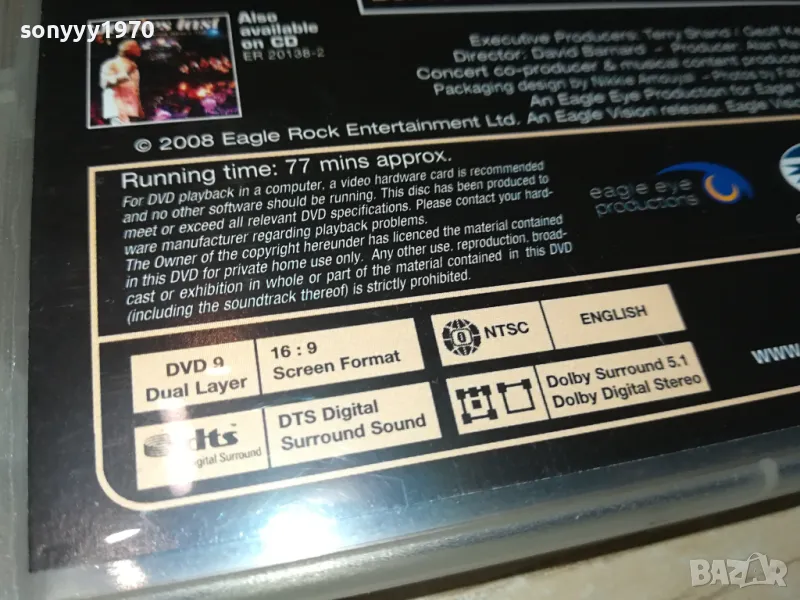 sonyyy1970
Also
available
on CD
ER 20138-2
Executive Producers: Terry Shand / Geoff
Director: David Barnard - Producer: Alan
Concert co-producer & musical content
Packaging design by Nikkie Amouyal - Photos by
An Eagle Eye Production for Eagle
© 2008 Eagle Rock Entertainment Ltd. An Eagle Vision release. Eagle
Running time: 77 mins approx.
For DVD playback in a computer, a video hardware card is recommended
and no other software should be running. This disc has been produced to
meet or exceed all relevant DVD specifications. Please contact your hard-
ware manufacturer regarding playback problems.
The Owner of the copyright hereunder has licenced the material contained
in this DVD for private home use only. Any other use, reproduction, broad-
cast or exhibition in whole or part of the material contained in this DVD
(including the soundtrack thereof) is strictly prohibited.
eagle eye
productions
www.
DVD 9
Dual Layer
16 : 9
Screen Format
0 NTSC
ENGLISH
dts
Digital Surround
DTS Digital
Surround Sound
Dolby Surround 5.1
Dolby Digital Stereo
BAZAR